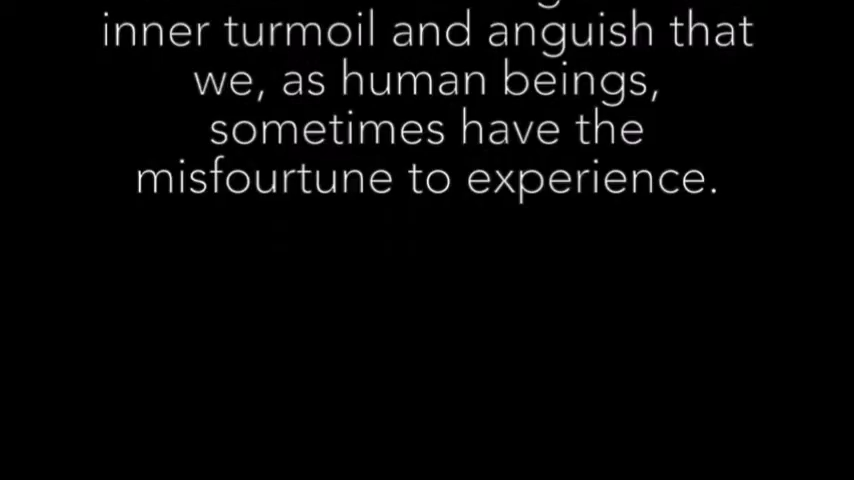 inner turmoil and anguish that
we, as human beings,
sometimes have the
misfourtune to experience.